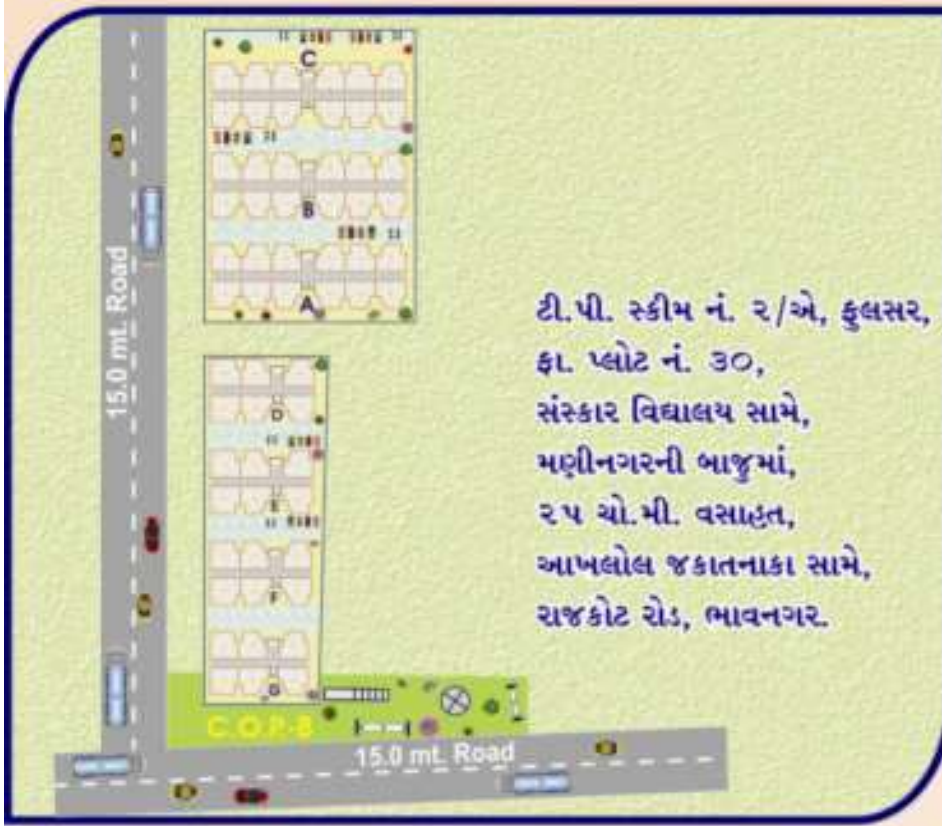 C
B
A
15.0 mt. Road
D
E
F
G
C.O.P.-8
15.0 mt. Road
ટી.પી. સ્કીમ નં. ૨/એ, ફુલસર,
ફા. પ્લોટ નં. ૩૦,
સંસ્કાર વિદ્યાલય સામે,
મણીનગરની બાજુમાં,
૨૫ ચો.મી. વસાહત,
આખલોલ જકાતનાકા સામે,
રાજકોટ રોડ, ભાવનગર.